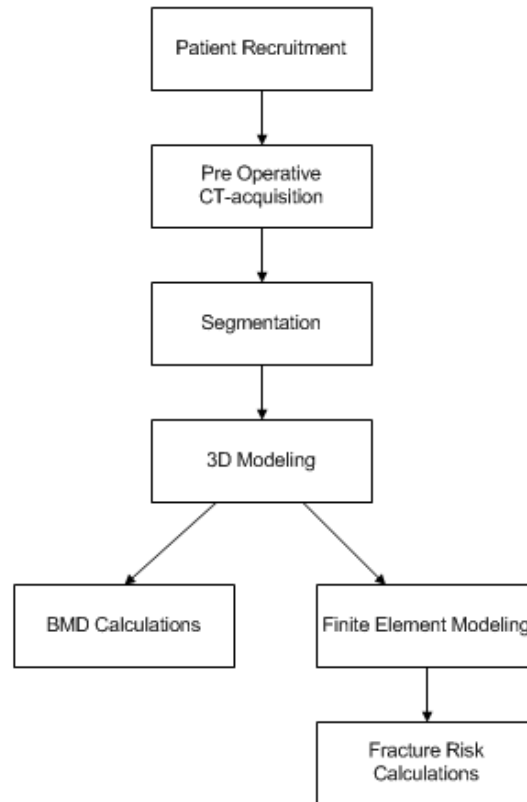 Patient Recruitment
Pre Operative
CT-acquisition
Segmentation
3D Modeling
BMD Calculations
Finite Element Modeling
Fracture Risk
Calculations